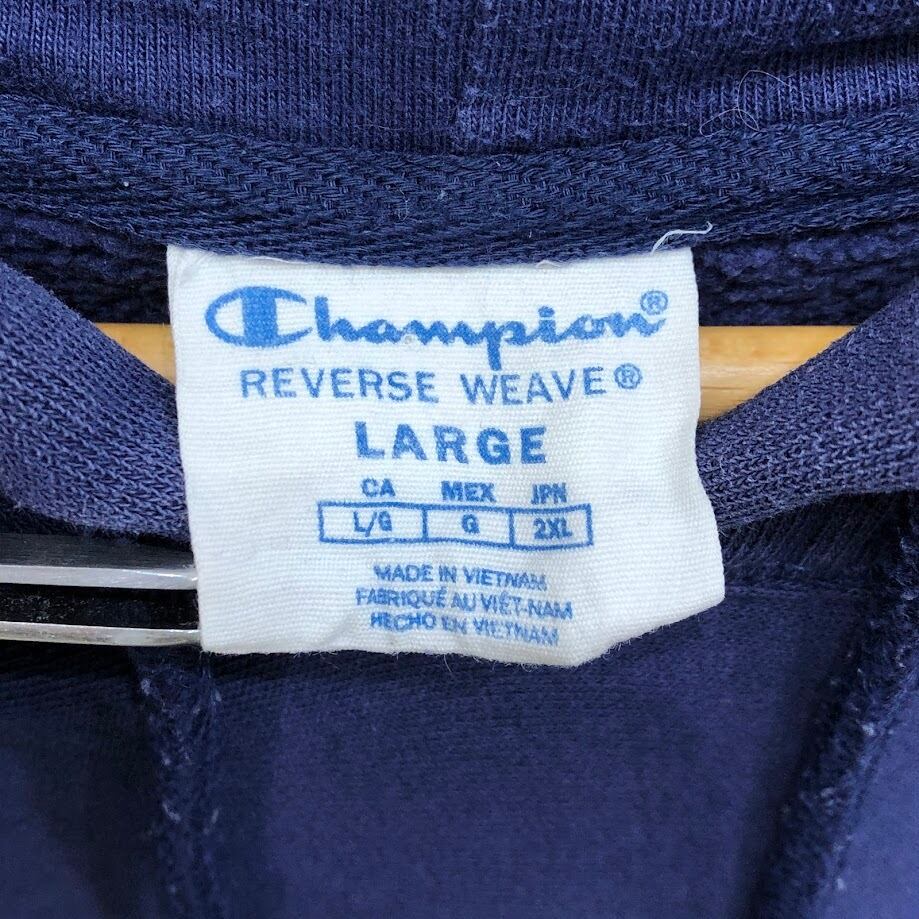 Champion®
REVERSE WEAVE®
LARGE
CA MEX JPN
L/G G 2XL
MADE IN VIETNAM
FABRIQUÉ AU VIÊT-NAM
HECHO EN VIETNAM